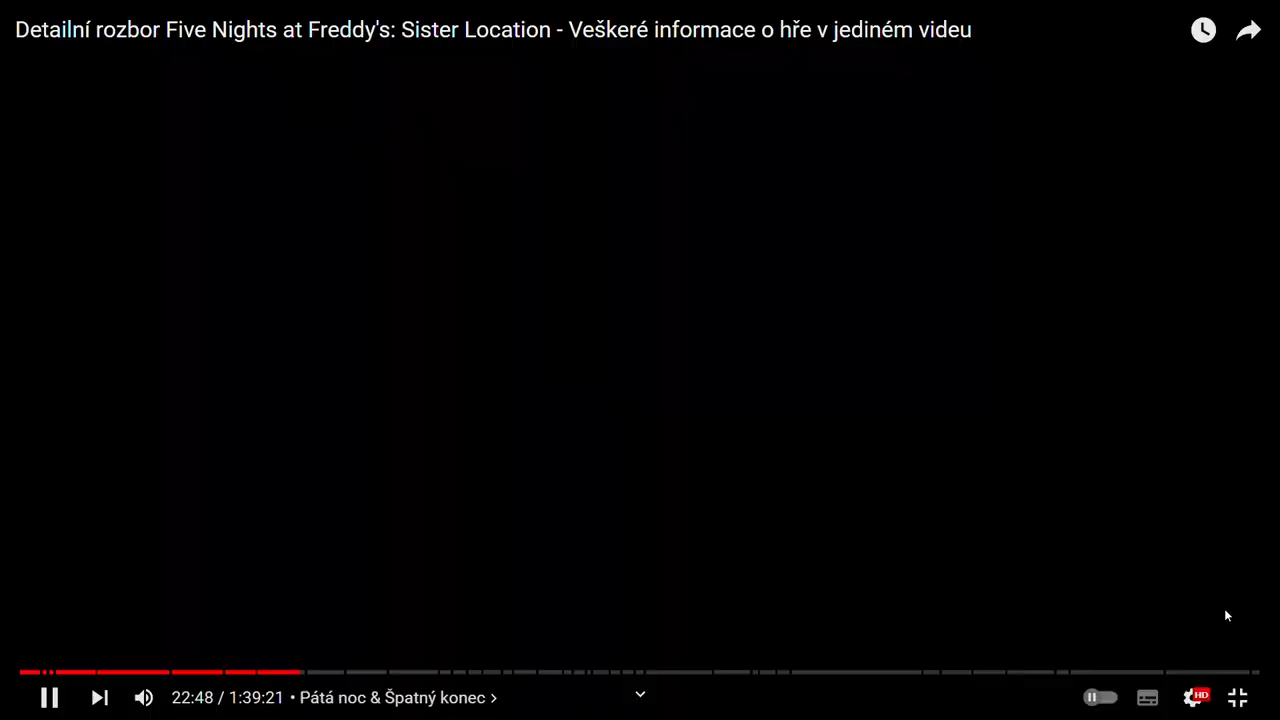 Detailní rozbor Five Nights at Freddy's: Sister Location - Veškeré informace o hře v jediném videu
22:48 / 1:39:21 • Pátá noc & Špatný konec ›
HD